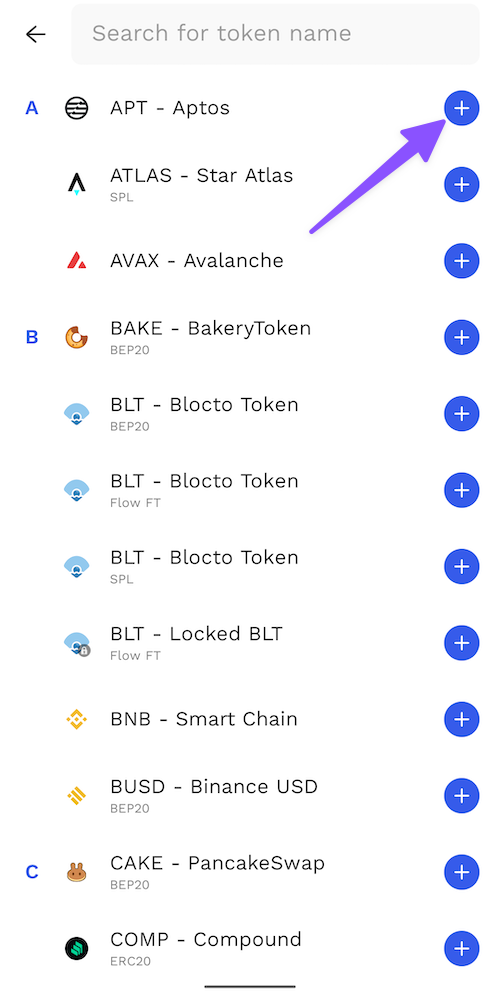 Search for token name
A
APT - Aptos
ATLAS - Star Atlas
SPL
AVAX - Avalanche
B
BAKE - BakeryToken
BEP20
BLT - Blocto Token
BEP20
BLT - Blocto Token
Flow FT
BLT - Blocto Token
SPL
BLT - Locked BLT
Flow FT
BNB - Smart Chain
BUSD - Binance USD
BEP20
C
CAKE - PancakeSwap
BEP20
COMP - Compound
ERC20